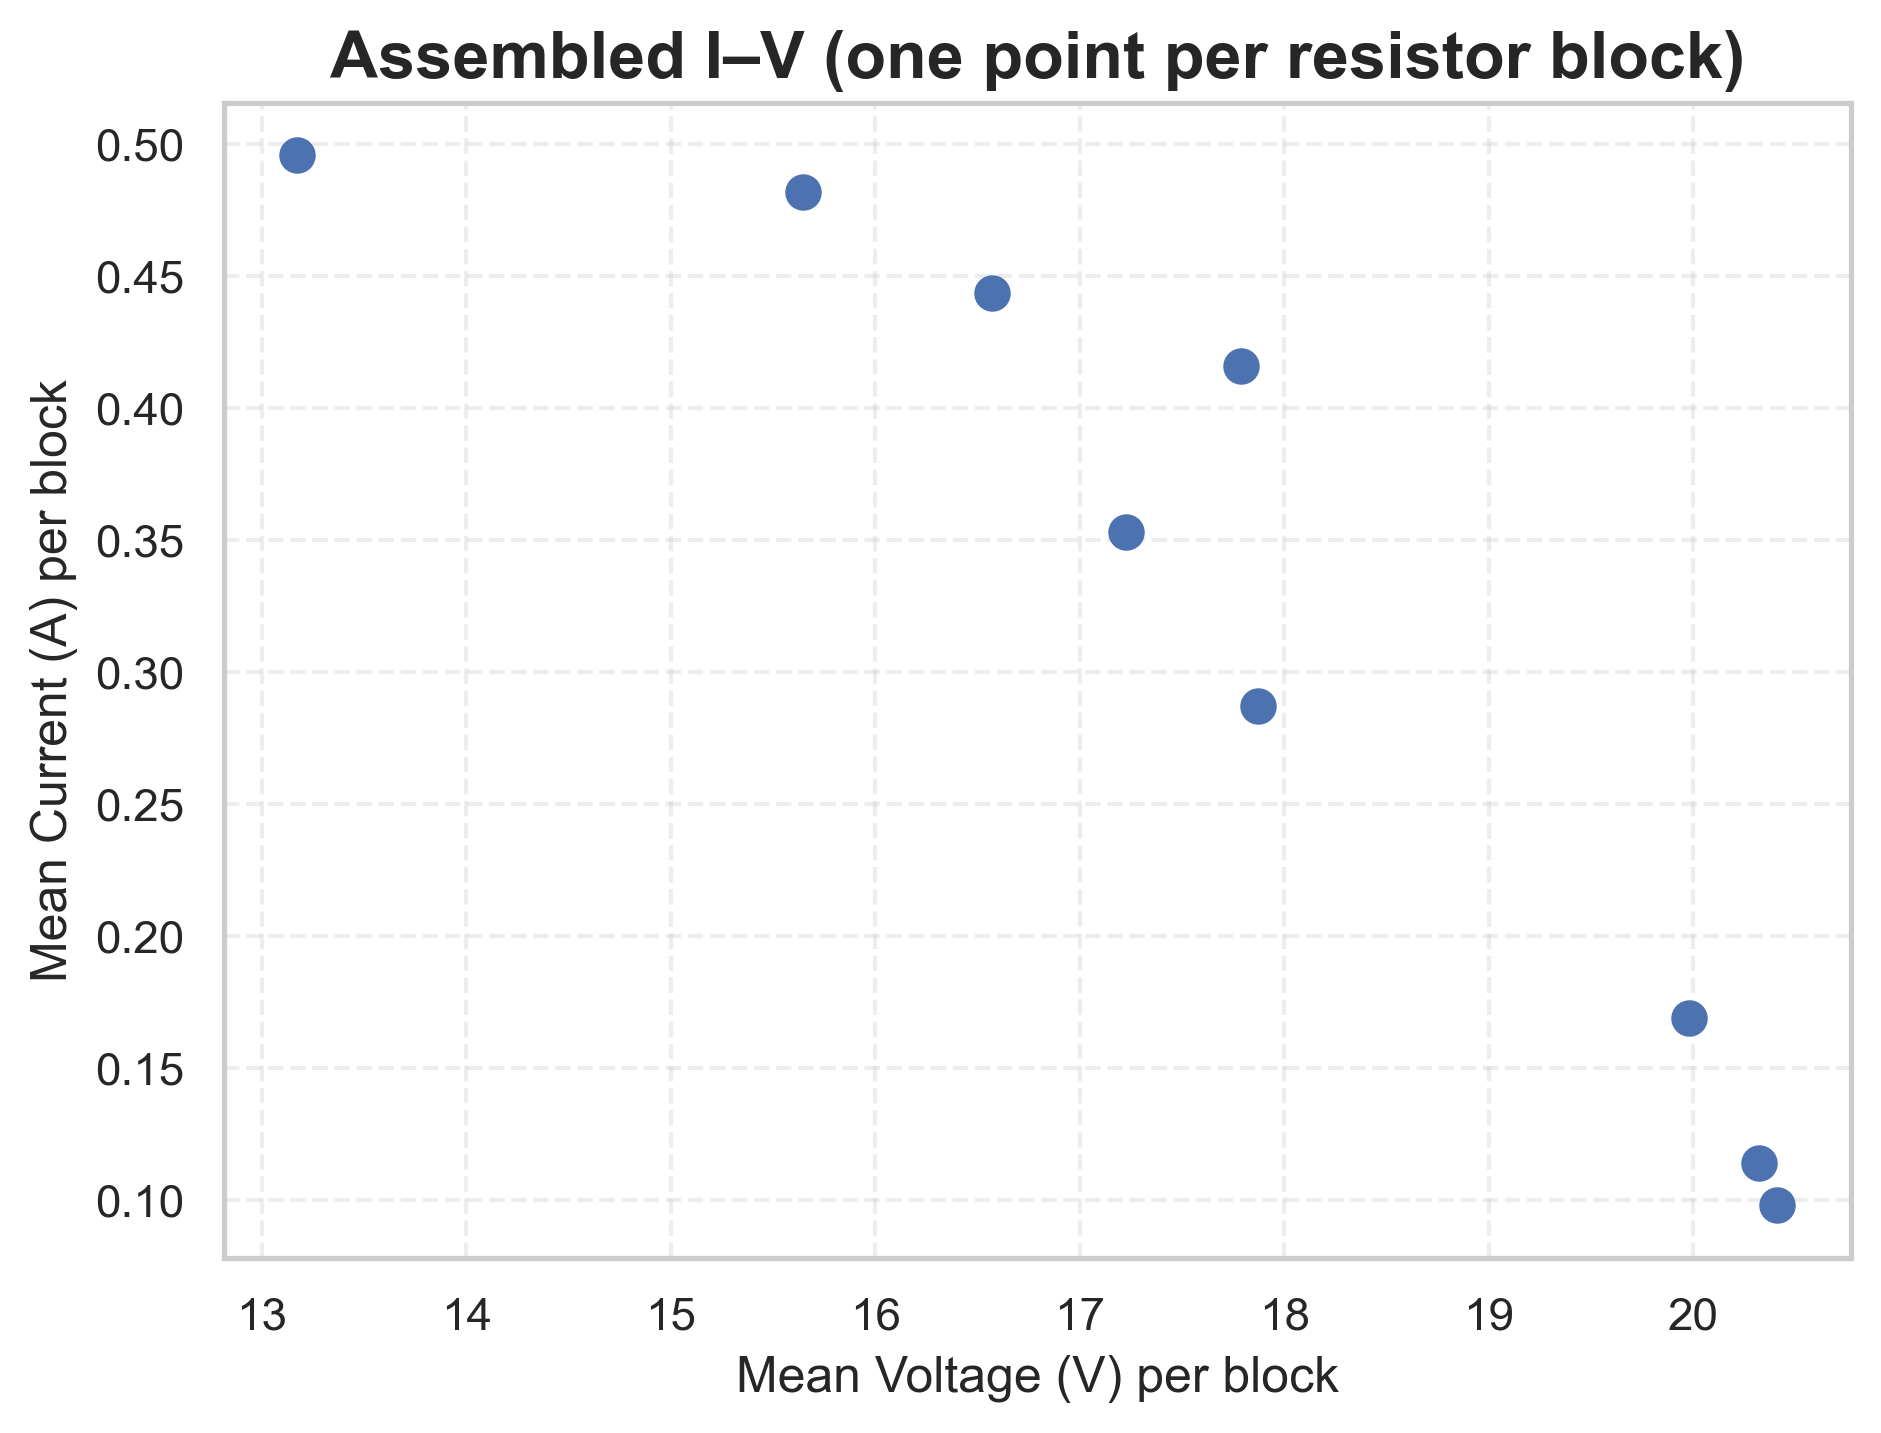 Assembled I–V (one point per resistor block)
0.50
0.45
0.40
0.35
0.30
0.25
0.20
0.15
0.10
Mean Current (A) per block
13 14 15 16 17 18 19 20
Mean Voltage (V) per block